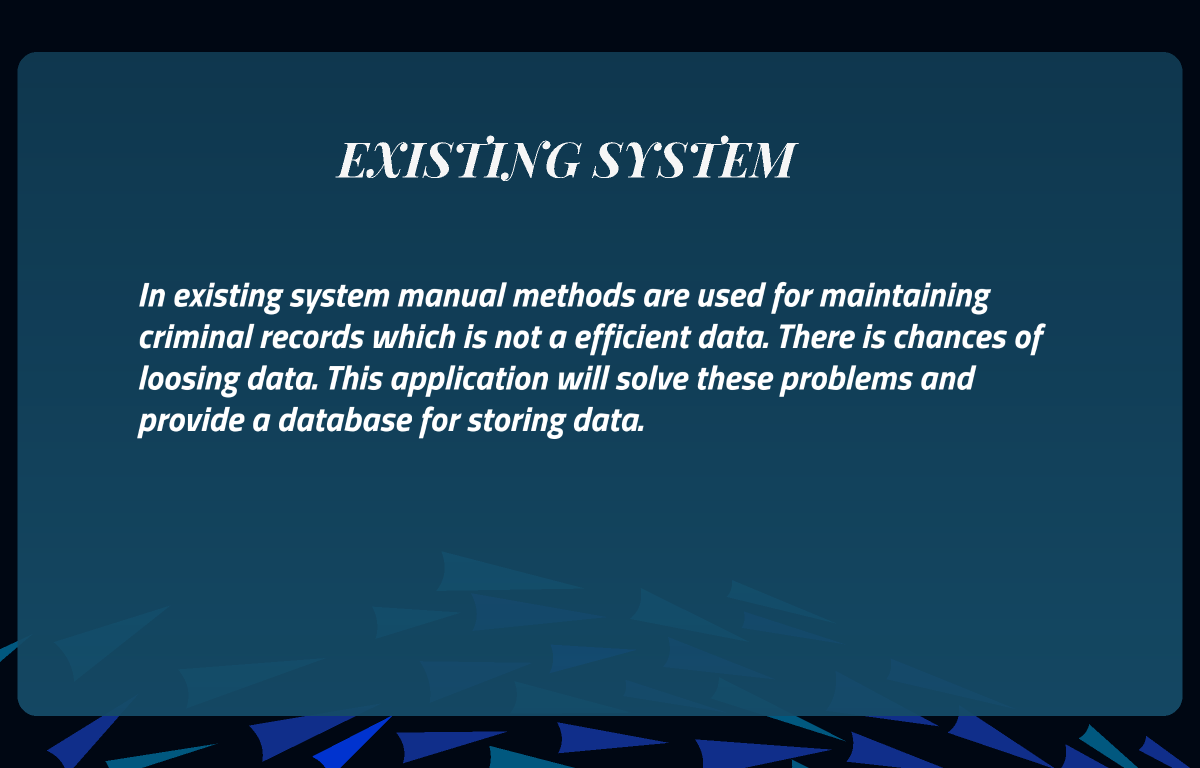 EXISTING SYSTEM
In existing system manual methods are used for maintaining
criminal records which is not a efficient data. There is chances of
loosing data. This application will solve these problems and
provide a database for storing data.